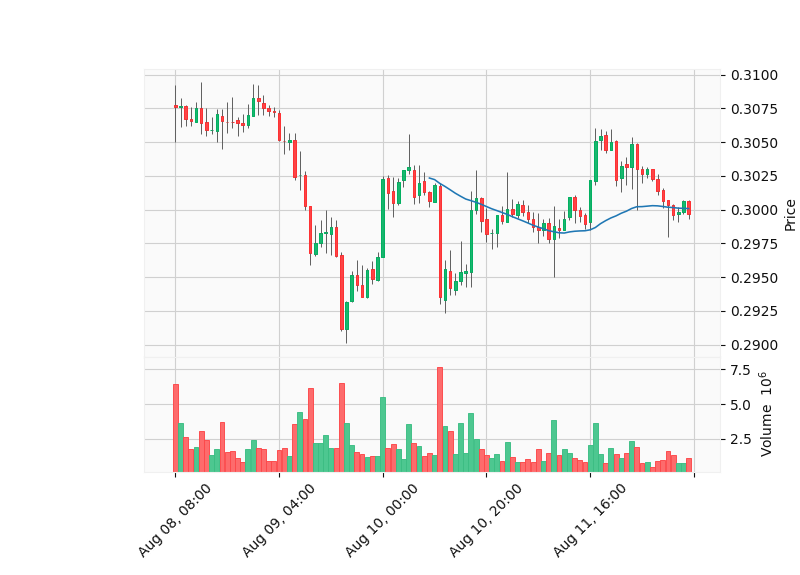 0.3100
0.3075
0.3050
0.3025
0.3000
0.2975
0.2950
0.2925
0.2900
Price
7.5
5.0
2.5
Volume 10⁶
Aug 08, 08:00
Aug 09, 04:00
Aug 10, 00:00
Aug 10, 20:00
Aug 11, 16:00